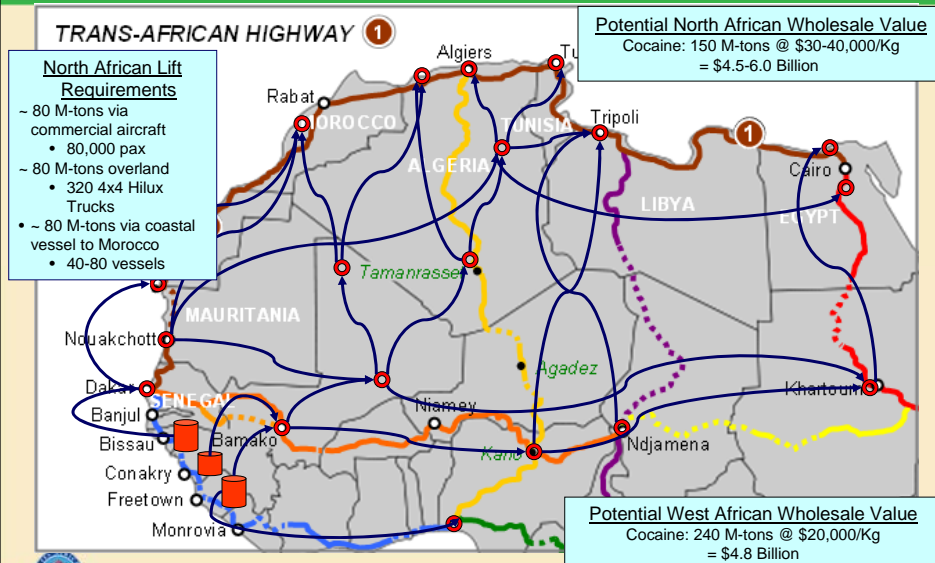 TRANS-AFRICAN HIGHWAY 1
Potential North African Wholesale Value
Cocaine: 150 M-tons @ $30-40,000/Kg
= $4.5-6.0 Billion
North African Lift
Requirements
~ 80 M-tons via
commercial aircraft
• 80,000 pax
~ 80 M-tons overland
• 320 4x4 Hilux
Trucks
• ~ 80 M-tons via coastal
vessel to Morocco
• 40-80 vessels
Algiers
Tu
Rabat
MOROCCO
TUNISIA
Tripoli
1
ALGERIA
Cairo
LIBYA
EGYPT
Tamanrasse
MAURITANIA
Nouakchott
Agadez
Dakar
SENEGAL
Khartoum
Banjul
Niamey
Bissau
Bamako
Kano
Ndjamena
Conakry
Freetown
Monrovia
Potential West African Wholesale Value
Cocaine: 240 M-tons @ $20,000/Kg
= $4.8 Billion